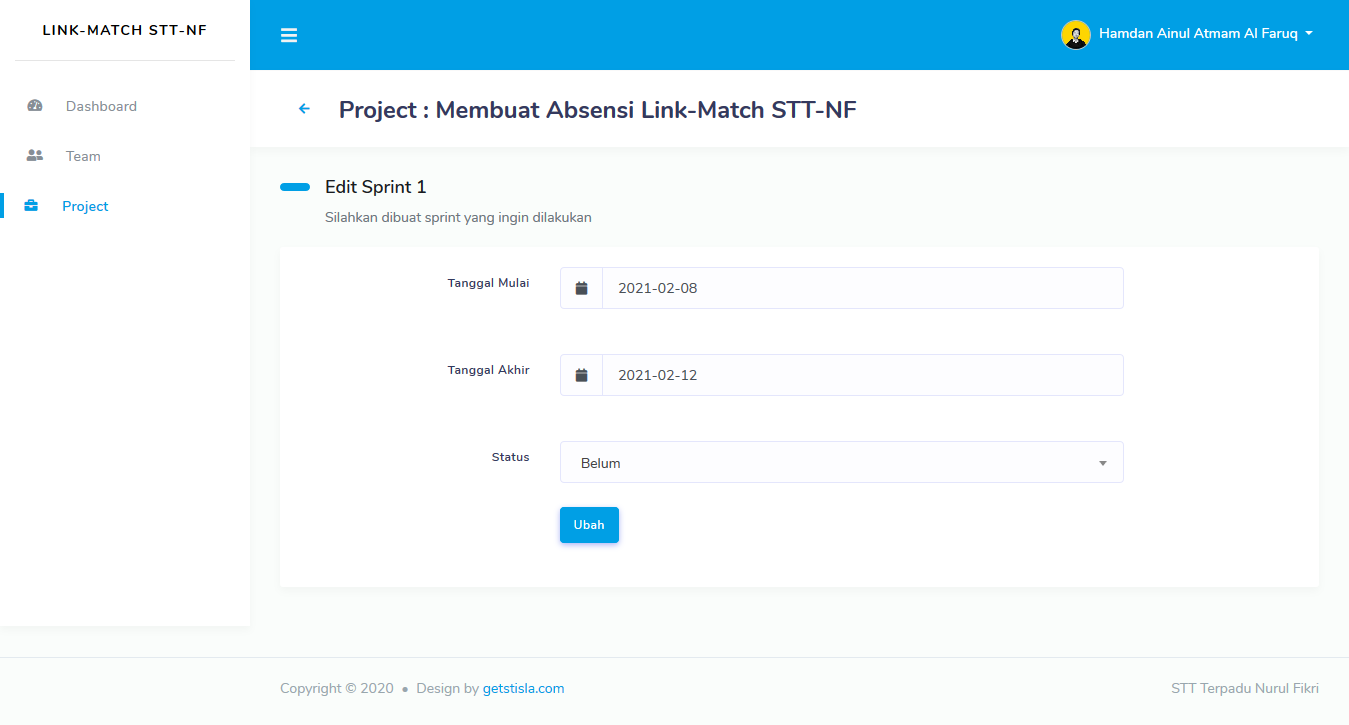 LINK-MATCH STT-NF
Hamdan Ainul Atmam Al Faruq
Dashboard
Team
Project
Project : Membuat Absensi Link-Match STT-NF
Edit Sprint 1
Silahkan dibuat sprint yang ingin dilakukan
Tanggal Mulai
2021-02-08
Tanggal Akhir
2021-02-12
Status
Belum
Ubah
Copyright © 2020 • Design by getstisla.com
STT Terpadu Nurul Fikri